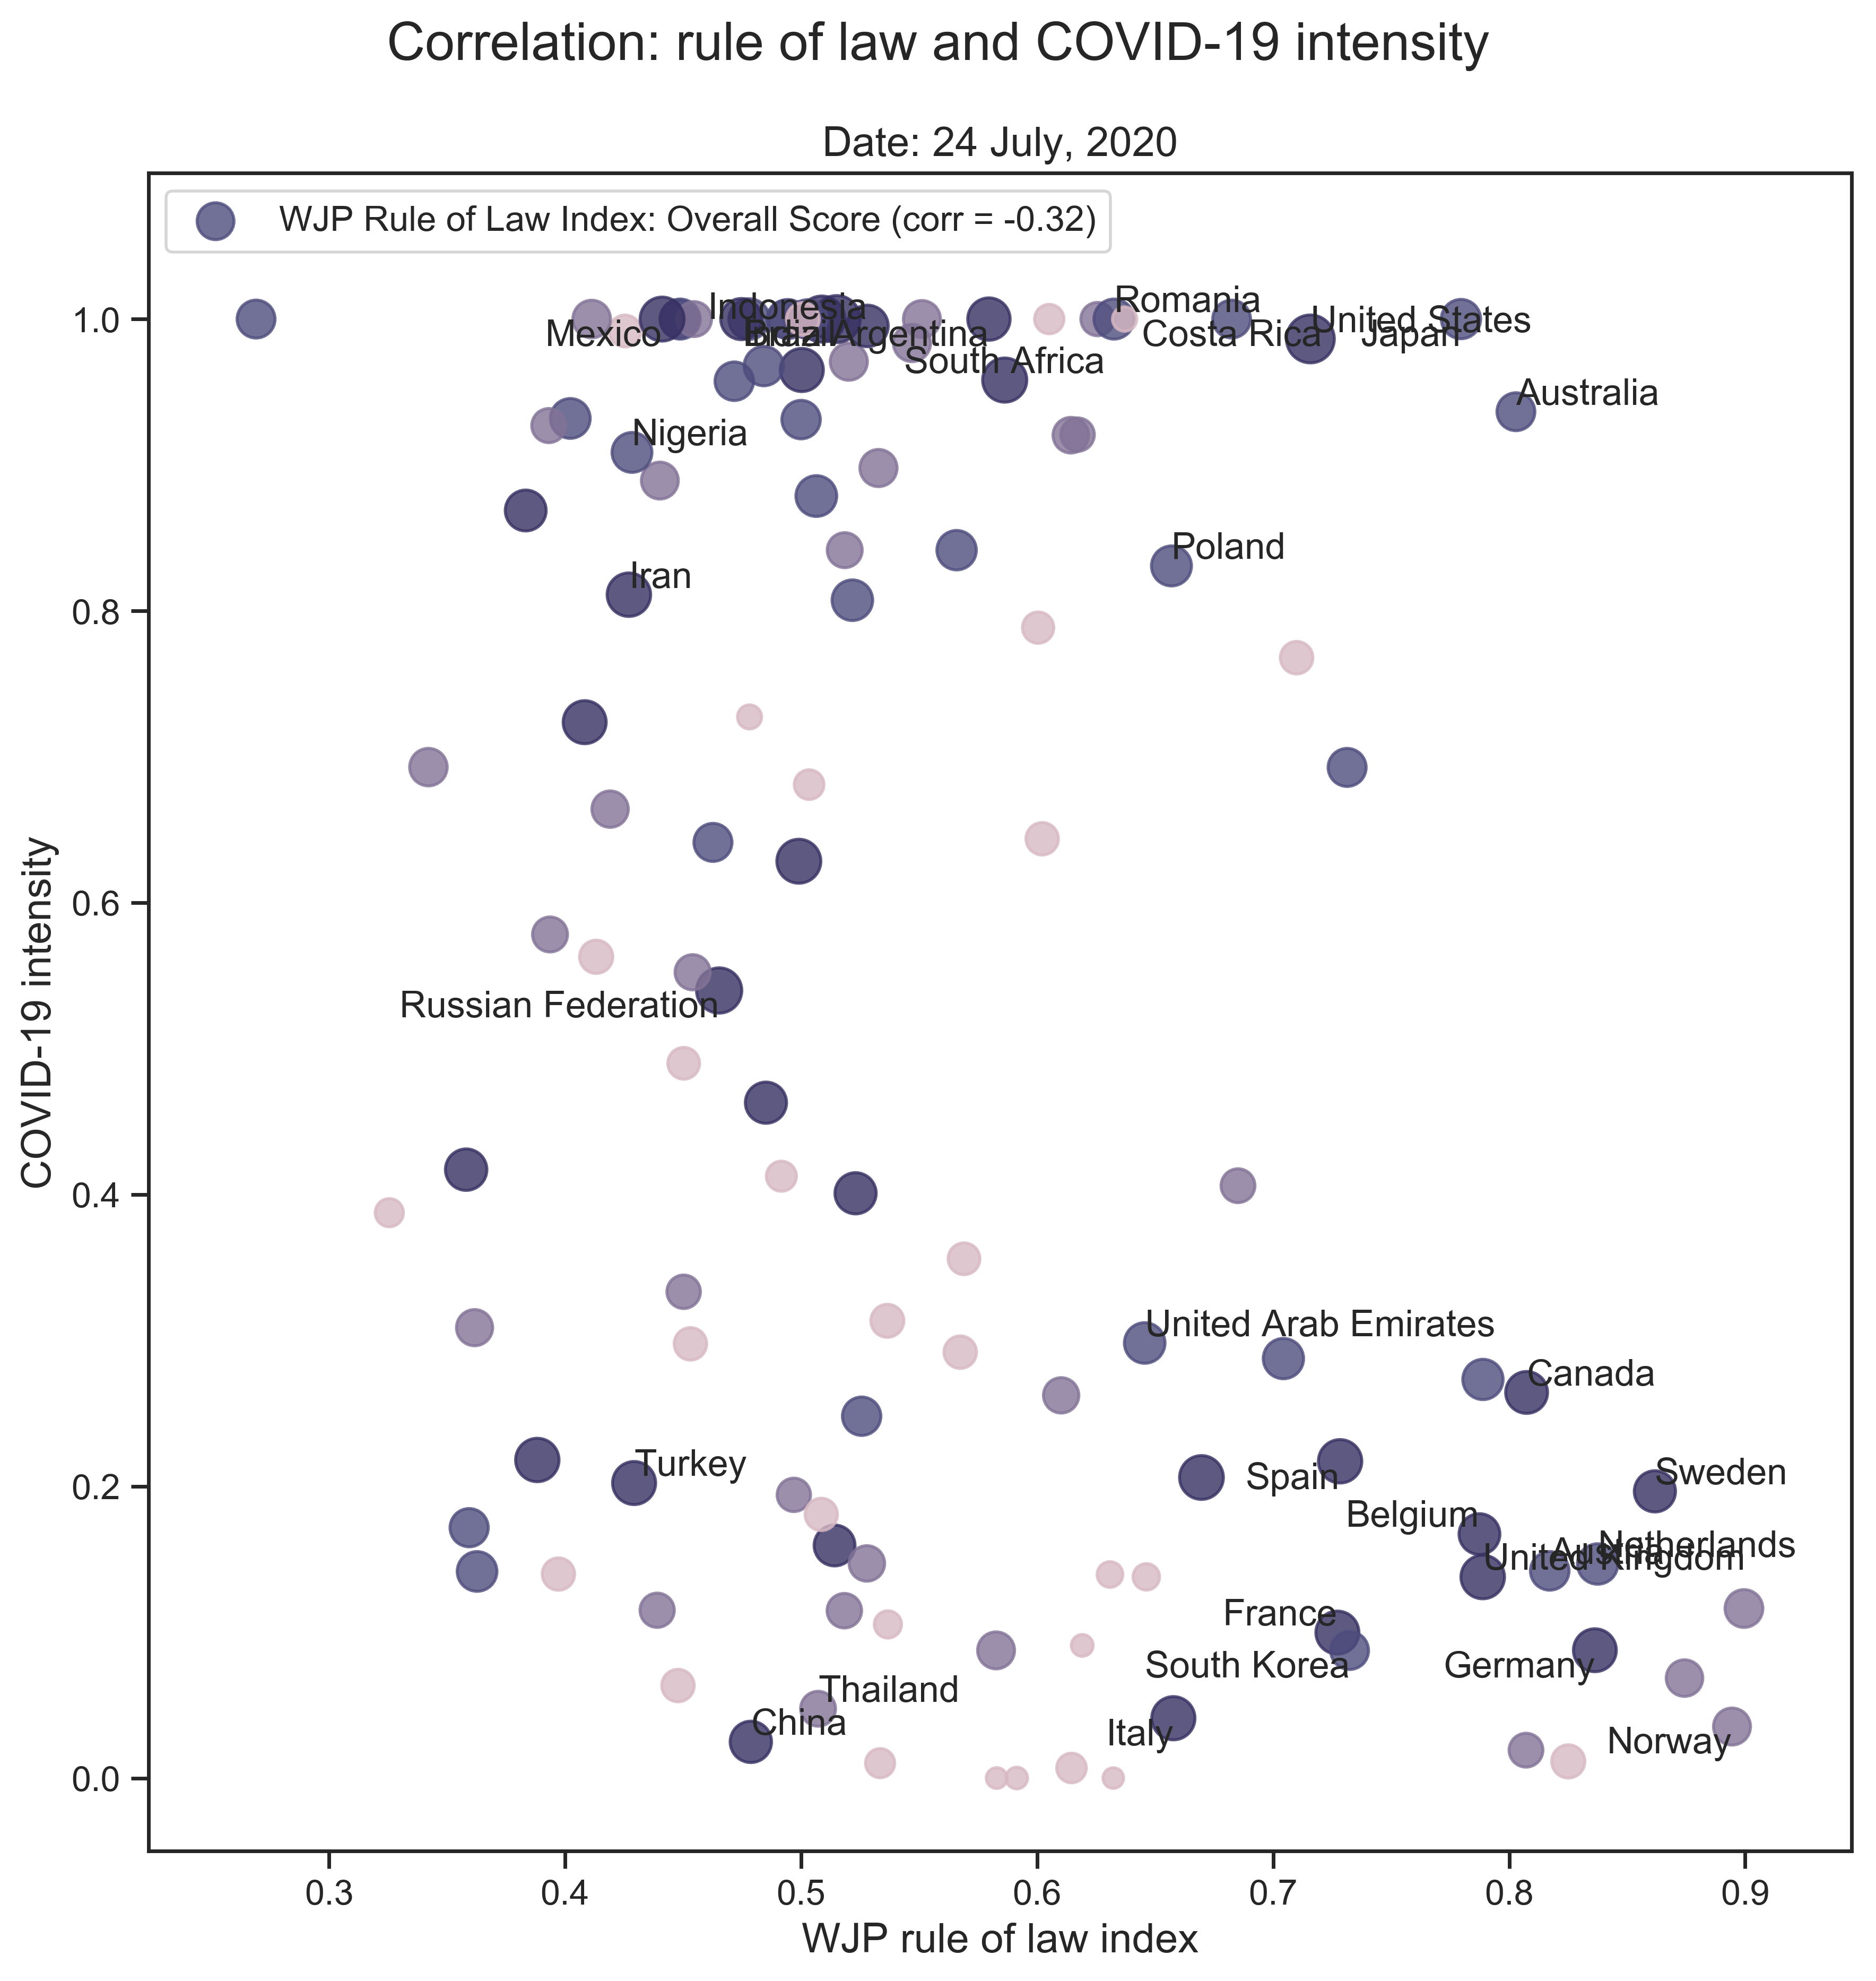 Correlation: rule of law and COVID-19 intensity
Date: 24 July, 2020
WJP Rule of Law Index: Overall Score (corr = -0.32)
1.0
Indonesia
Romania
Mexico
Brazil
Argentina
Costa Rica
United States
Japan
South Africa
Australia
Nigeria
Poland
Iran
0.8
0.6
Russian Federation
0.4
United Arab Emirates
Canada
Turkey
0.2
Spain
Sweden
Belgium
Netherlands
United Kingdom
Austria
France
South Korea
Germany
Thailand
China
Italy
Norway
0.0
COVID-19 intensity
0.3 0.4 0.5 0.6 0.7 0.8 0.9
WJP rule of law index